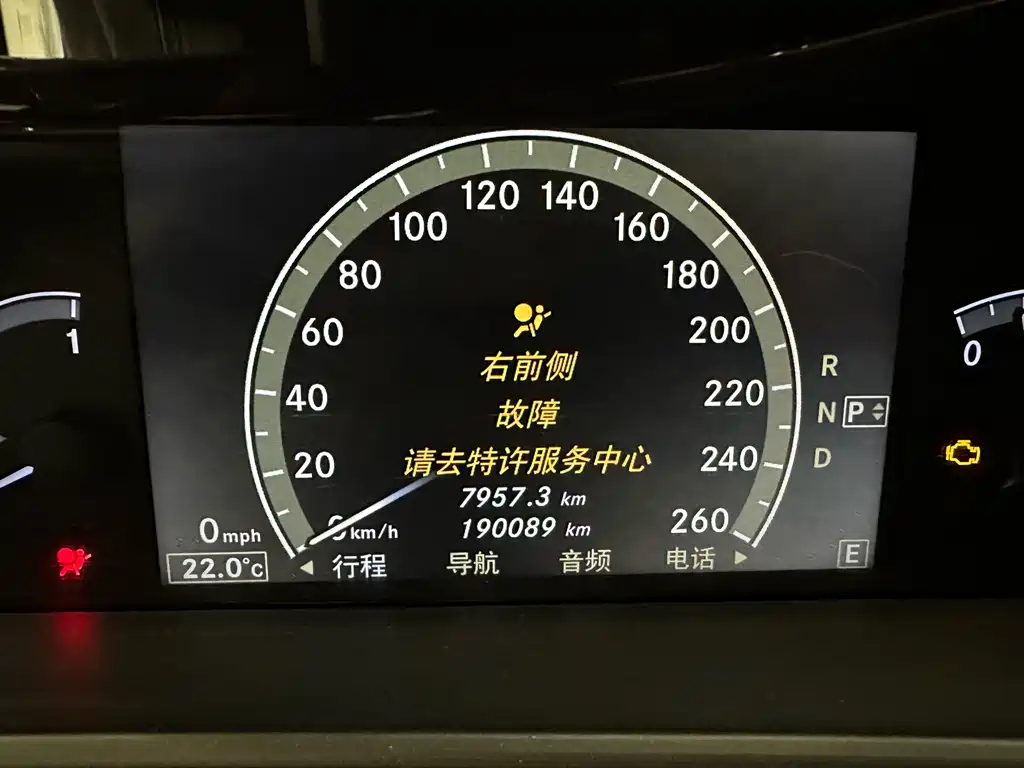 120 140
100 160
80 180
60 200
1
0
R
40 220
N P
右前侧
故障
请去特许服务中心
20 240 D
7957.3 km
190089 km
260
0 mph
km/h
22.0°C
行程 导航 音频 电话
E